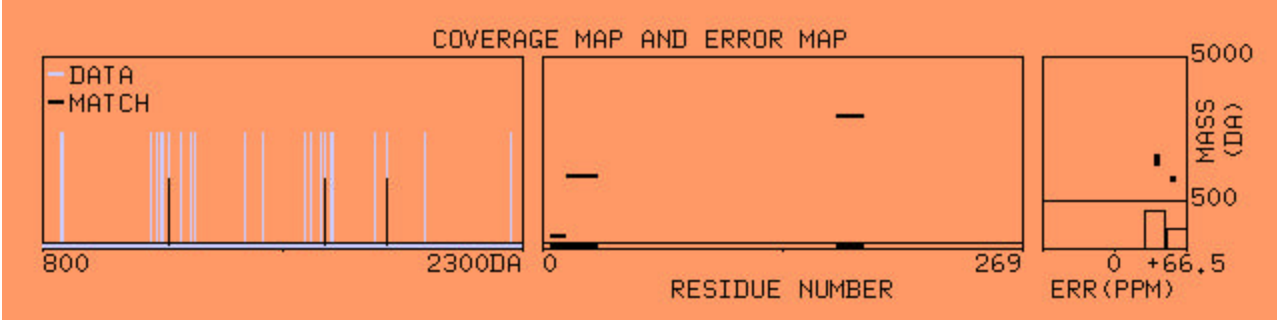 COVERAGE MAP AND ERROR MAP
DATA
MATCH
800
2300DA
0
269
RESIDUE NUMBER
5000
MASS
(DA)
500
0
+66.5
ERR(PPM)